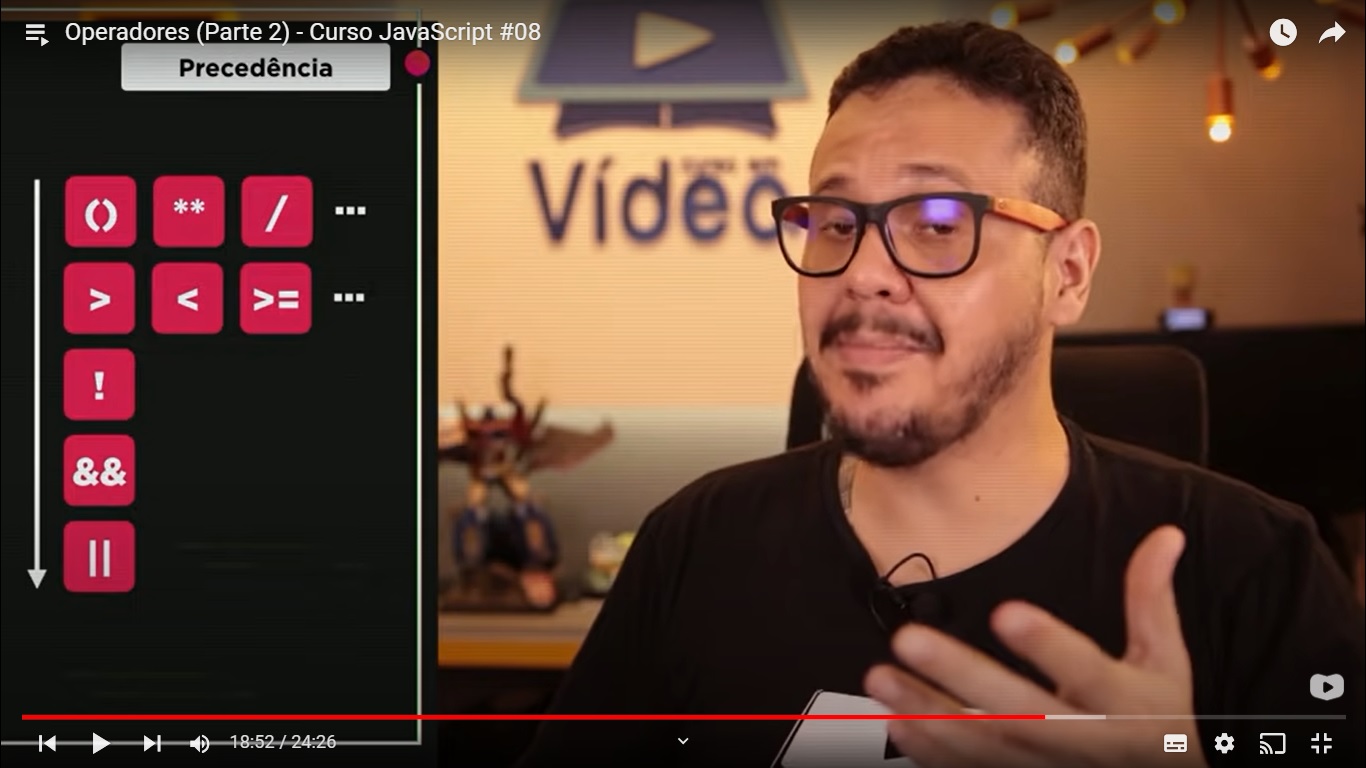 Operadores (Parte 2) - Curso JavaScript #08
Precedência
() ** / ...
> < >= ...
!
&&
||
Vídeo
18:52 / 24:26